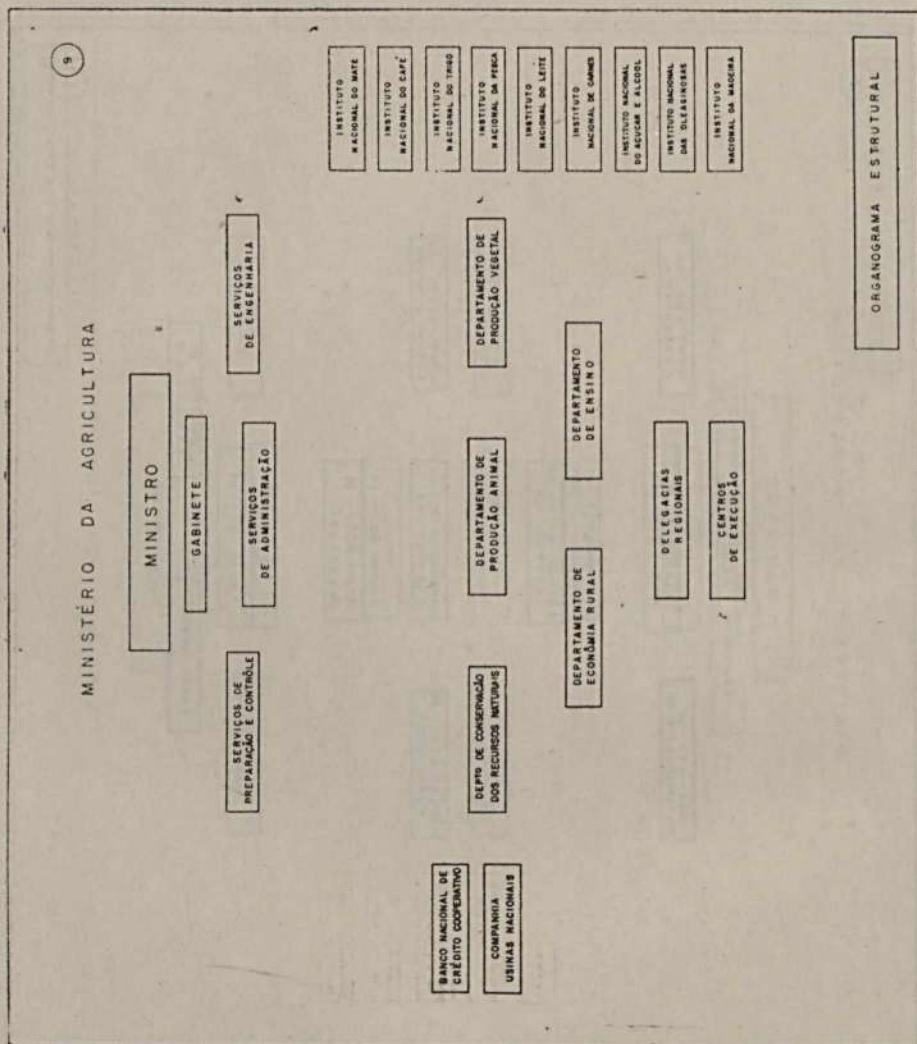 9
MINISTÉRIO DA AGRICULTURA
MINISTRO
GABINETE
SERVIÇOS DE
PREPARAÇÃO E CONTRÔLE
SERVIÇOS
DE ADMINISTRAÇÃO
SERVIÇOS
DE ENGENHARIA
BANCO NACIONAL DE
CRÉDITO COOPERATIVO
COMPANHIA
USINAS NACIONAIS
DEPTO DE CONSERVAÇÃO
DOS RECURSOS NATURAIS
DEPARTAMENTO DE
PRODUÇÃO ANIMAL
DEPARTAMENTO DE
PRODUÇÃO VEGETAL
DEPARTAMENTO DE
ECONÔMIA RURAL
DEPARTAMENTO
DE ENSINO
DELEGACIAS
REGIONAIS
CENTROS
DE EXECUÇÃO
INSTITUTO
NACIONAL DO MATE
INSTITUTO
NACIONAL DO CAFÉ
INSTITUTO
NACIONAL DO TRIGO
INSTITUTO
NACIONAL DA PESCA
INSTITUTO
NACIONAL DO LEITE
INSTITUTO
NACIONAL DE CARNES
INSTITUTO NACIONAL
DO AÇUCAR E ALCOOL
INSTITUTO NACIONAL
DAS OLEAGINOSAS
INSTITUTO
NACIONAL DA MADEIRA
ORGANOGRAMA ESTRUTURAL